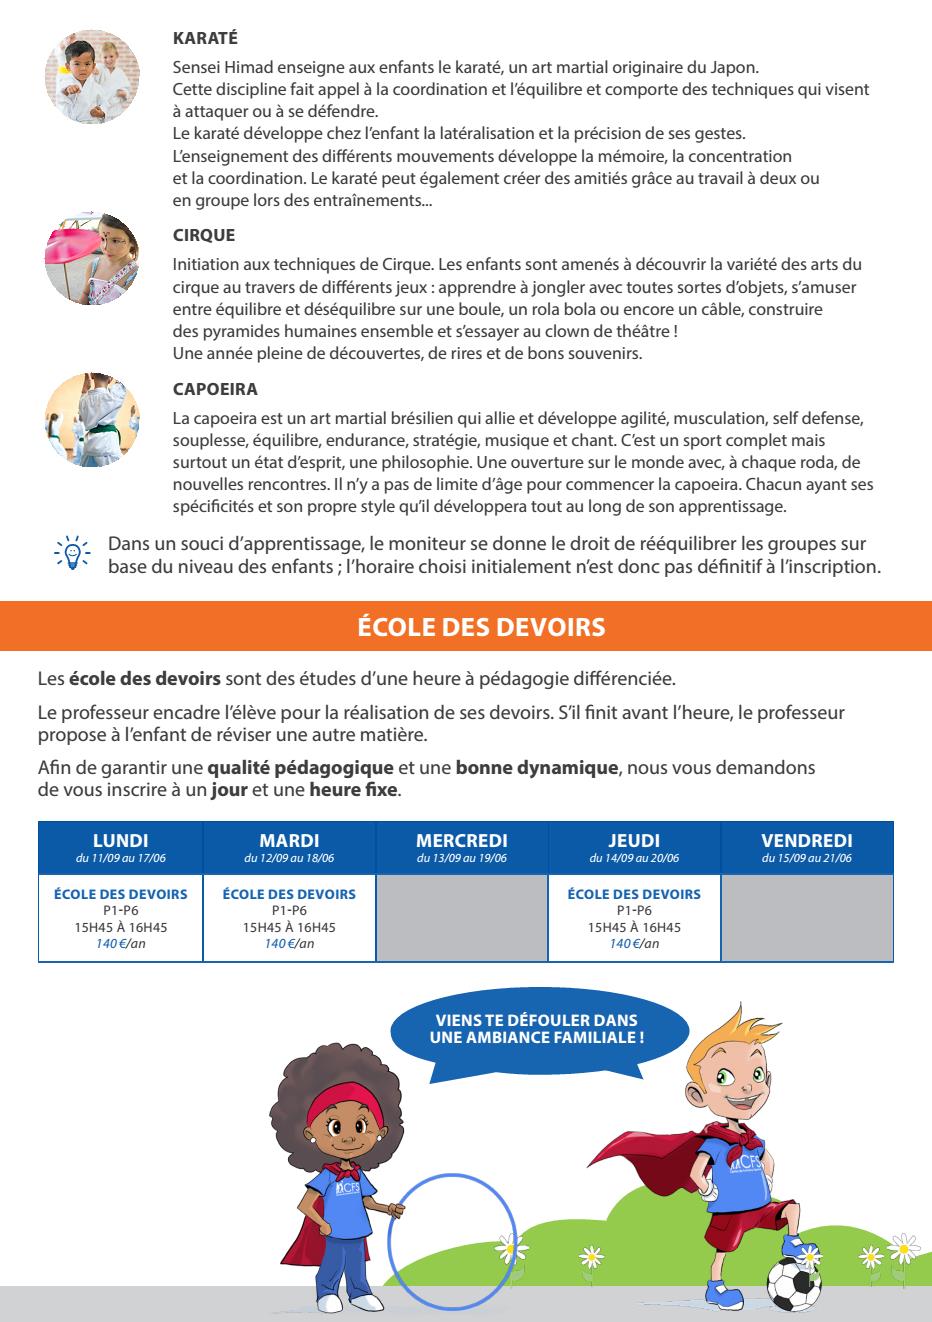 KARATÉ
Sensei Himad enseigne aux enfants le karaté, un art martial originaire du Japon.
Cette discipline fait appel à la coordination et l’équilibre et comporte des techniques qui visent
à attaquer ou à se défendre.
Le karaté développe chez l’enfant la latéralisation et la précision de ses gestes.
L’enseignement des différents mouvements développe la mémoire, la concentration
et la coordination. Le karaté peut également créer des amitiés grâce au travail à deux ou
en groupe lors des entraînements...
CIRQUE
Initiation aux techniques de Cirque. Les enfants sont amenés à découvrir la variété des arts du
cirque au travers de différents jeux : apprendre à jongler avec toutes sortes d’objets, s’amuser
entre équilibre et déséquilibre sur une boule, un rola bola ou encore un câble, construire
des pyramides humaines ensemble et s’essayer au clown de théâtre !
Une année pleine de découvertes, de rires et de bons souvenirs.
CAPOEIRA
La capoeira est un art martial brésilien qui allie et développe agilité, musculation, self defense,
souplesse, équilibre, endurance, stratégie, musique et chant. C’est un sport complet mais
surtout un état d’esprit, une philosophie. Une ouverture sur le monde avec, à chaque roda, de
nouvelles rencontres. Il n’y a pas de limite d’âge pour commencer la capoeira. Chacun ayant ses
spécificités et son propre style qu’il développera tout au long de son apprentissage.
Dans un souci d’apprentissage, le moniteur se donne le droit de rééquilibrer les groupes sur
base du niveau des enfants ; l’horaire choisi initialement n’est donc pas définitif à l’inscription.
ÉCOLE DES DEVOIRS
Les école des devoirs sont des études d’une heure à pédagogie différenciée.
Le professeur encadre l’élève pour la réalisation de ses devoirs. S’il finit avant l’heure, le professeur
propose à l’enfant de réviser une autre matière.
Afin de garantir une qualité pédagogique et une bonne dynamique, nous vous demandons
de vous inscrire à un jour et une heure fixe.
LUNDI
du 11/09 au 17/06
MARDI
du 12/09 au 18/06
MERCREDI
du 13/09 au 19/06
JEUDI
du 14/09 au 20/06
VENDREDI
du 15/09 au 21/06
ÉCOLE DES DEVOIRS
P1-P6
15H45 À 16H45
140 €/an
ÉCOLE DES DEVOIRS
P1-P6
15H45 À 16H45
140 €/an
ÉCOLE DES DEVOIRS
P1-P6
15H45 À 16H45
140 €/an
VIENS TE DÉFOULER DANS
UNE AMBIANCE FAMILIALE !
CFS
CFS